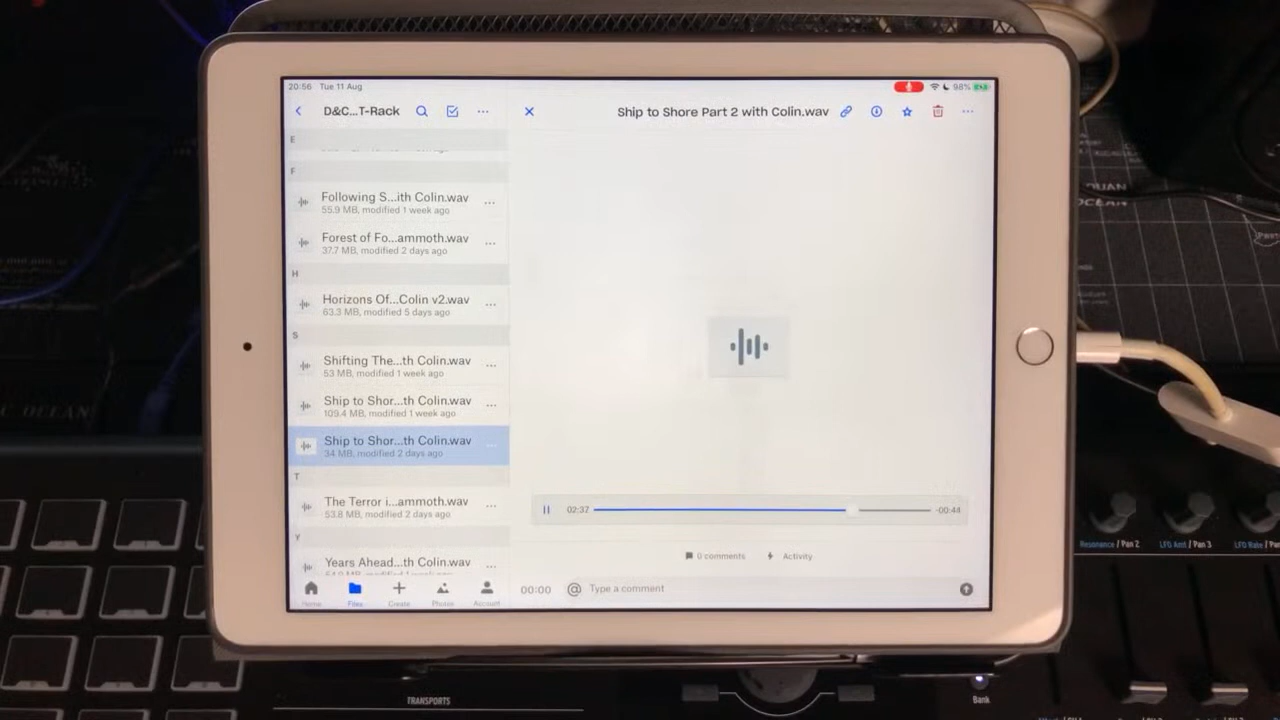 20:56 Tue 11 Aug
98%
D&C...T-Rack
Ship to Shore Part 2 with Colin.wav
E
F
Following S...ith Colin.wav
55.9 MB, modified 1 week ago
Forest of Fo...ammoth.wav
37.7 MB, modified 2 days ago
H
Horizons Of...Colin v2.wav
63.3 MB, modified 5 days ago
S
Shifting The...th Colin.wav
53 MB, modified 1 week ago
Ship to Shor...th Colin.wav
109.4 MB, modified 1 week ago
Ship to Shor...th Colin.wav
34 MB, modified 2 days ago
T
The Terror i...ammoth.wav
53.8 MB, modified 2 days ago
Y
Years Ahead...th Colin.wav
02:37
-00:44
0 comments
Activity
00:00
@ Type a comment
Home
Files
Create
Photos
Account
QUAN
OCEAN
C OCEAN
Resonance / Pan 2
LFO Amt / Pan 3
LFO Rate / Pan
TRANSPORTS
Bank